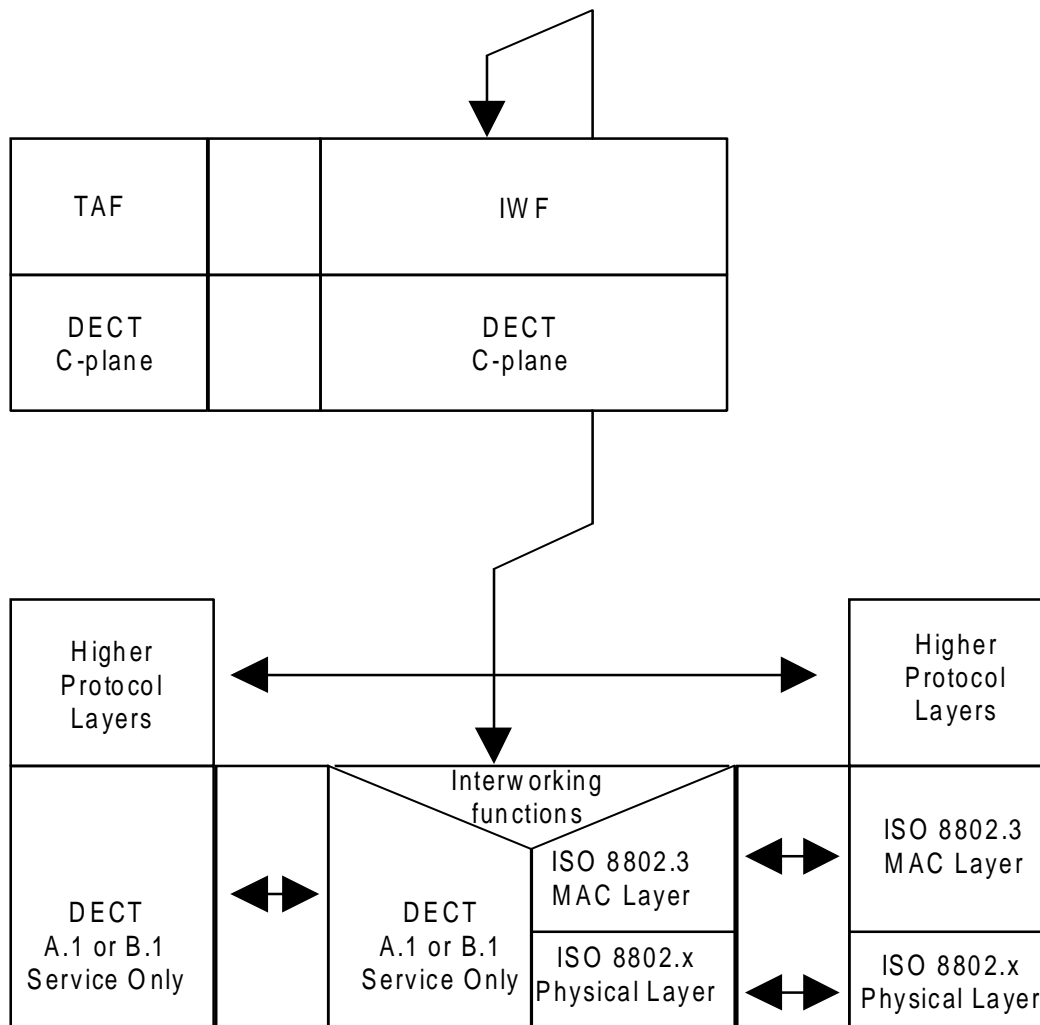 TAF
IWF
DECT
C-plane
DECT
C-plane
Higher
Protocol
Layers
Higher
Protocol
Layers
Interworking
functions
ISO 8802.3
MAC Layer
ISO 8802.3
MAC Layer
DECT
A.1 or B.1
Service Only
DECT
A.1 or B.1
Service Only
ISO 8802.x
Physical Layer
ISO 8802.x
Physical Layer